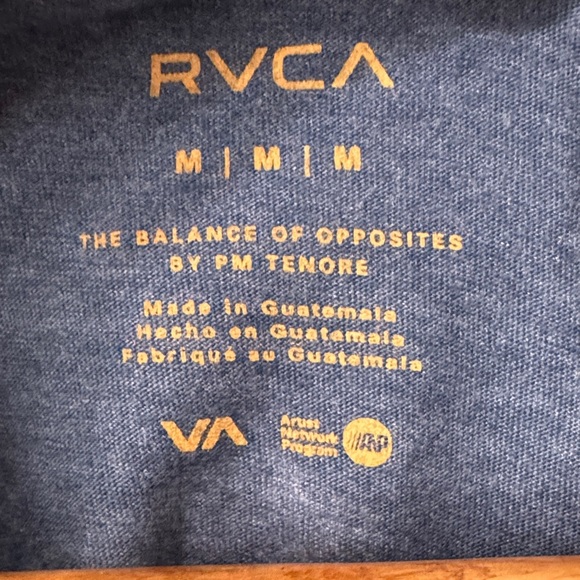 RVCA
M | M | M
THE BALANCE OF OPPOSITES
BY PM TENORE
Made in Guatemala
Hecho en Guatemala
Fabriqué au Guatemala
VA
Artist
Network
Program
ANP